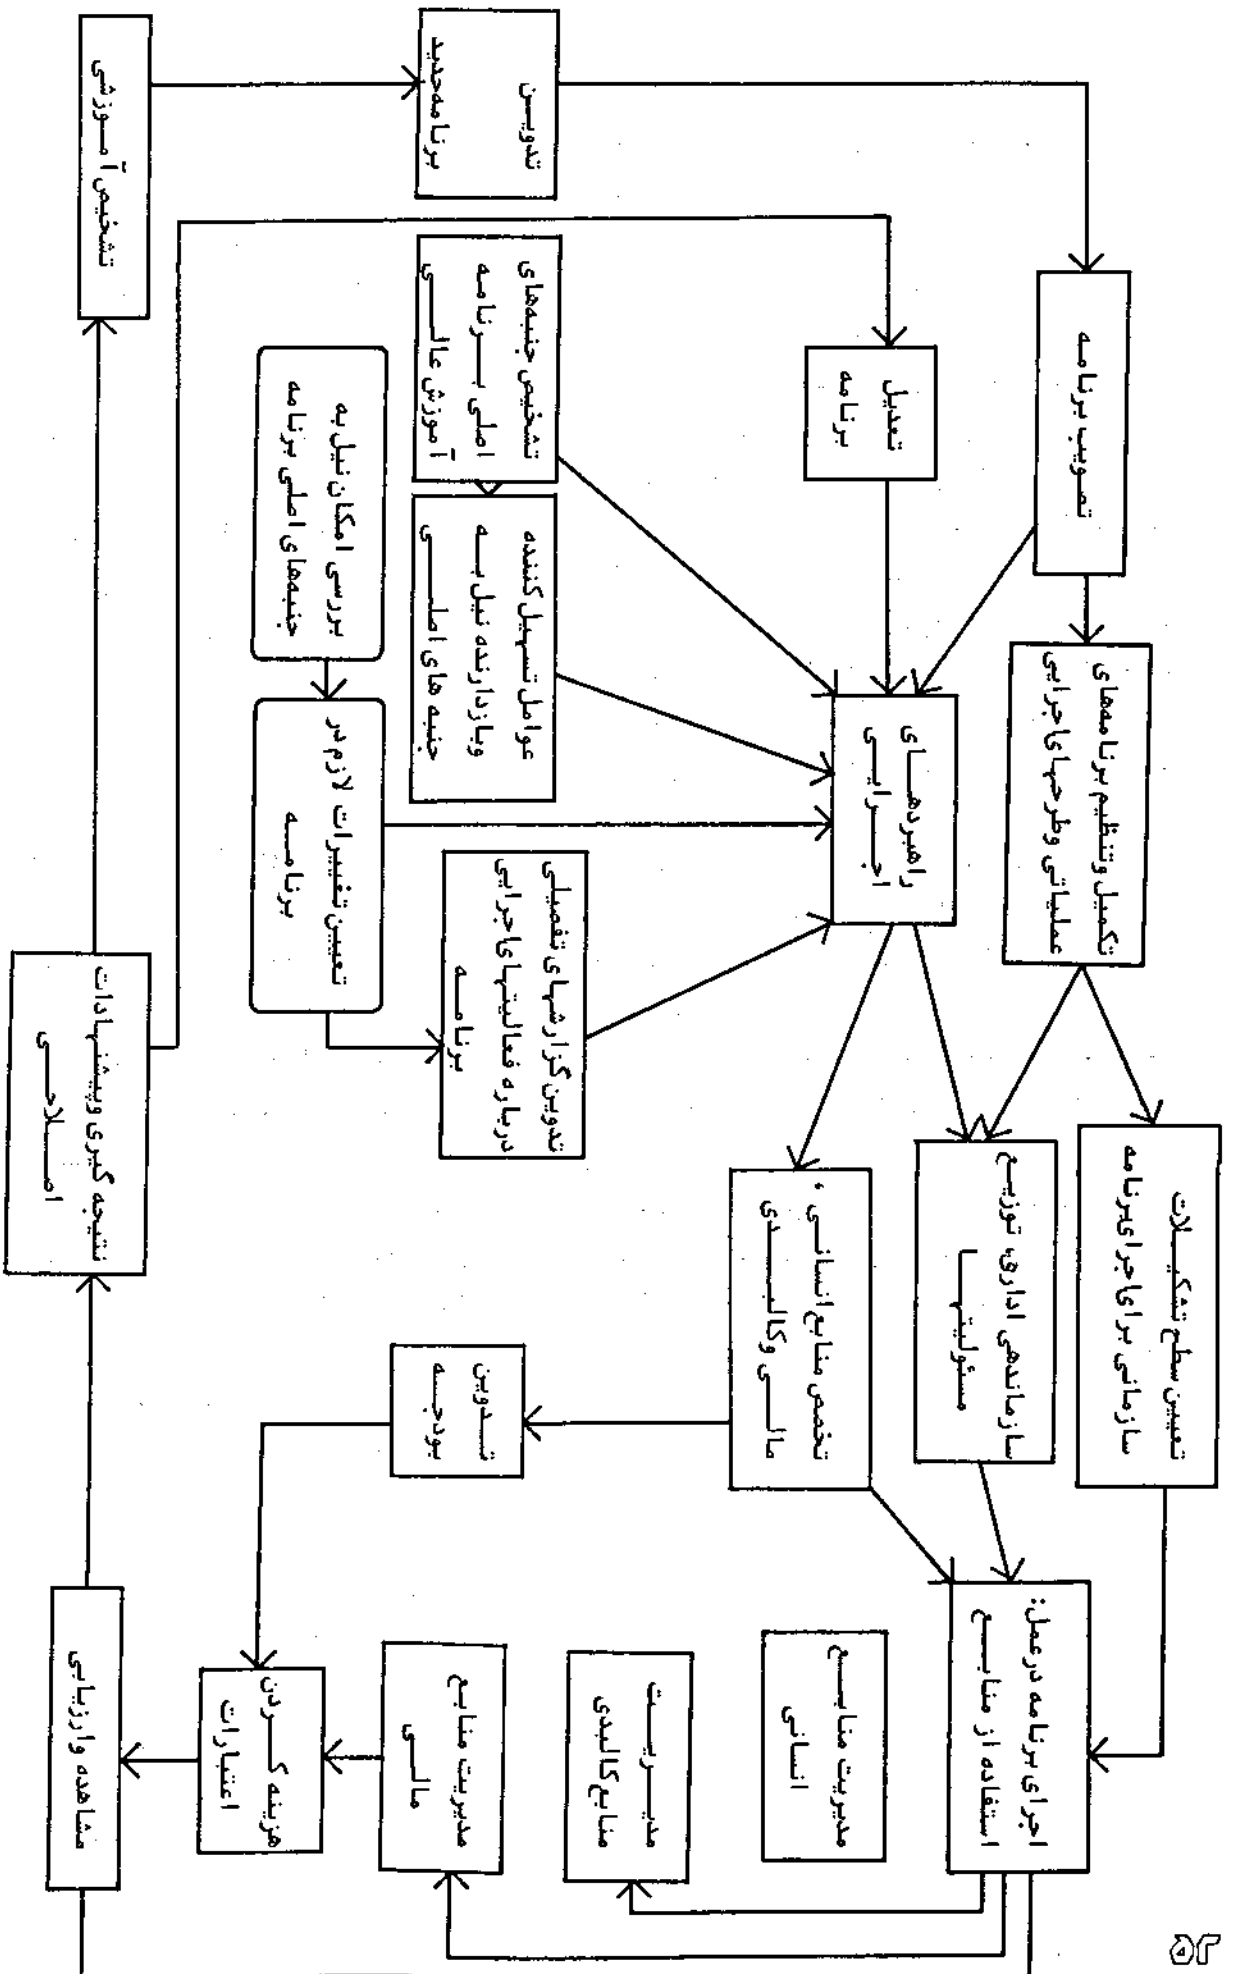 ۵۲
تصویب برنامه
تکمیل و تنظیم برنامه‌های
عملیاتی و طرحهای اجرایی
تعیین سطح تشکیلات
سازمانی برای اجرای برنامه
سازماندهی اداری، توزیع
مسئولیتها
اجرای برنامه در عمل:
استفاده از منابع
تعدیل
برنامه
راهبردهای
اجرایی
تخصص منابع انسانی،
مالی و کالبدی
مدیریت منابع
انسانی
مدیریت
منابع کالبدی
تدوین
برنامه جدید
تشخیص جنبه‌های
اصلی برنامه
آموزش عالی
عوامل تسهیل کننده
و بازدارنده نیل به
جنبه های اصلی
تدوین گزارشهای تفصیلی
درباره فعالیتهای اجرایی
برنامه
تدوین
بودجه
مدیریت منابع
مالی
بررسی امکان نیل به
جنبه‌های اصلی برنامه
تعیین تغییرات لازم در
برنامه
هزینه کردن
اعتبارات
تشخیص آموزشی
نتیجه گیری و پیشنهادات
اصلاحی
مشاهده و ارزیابی